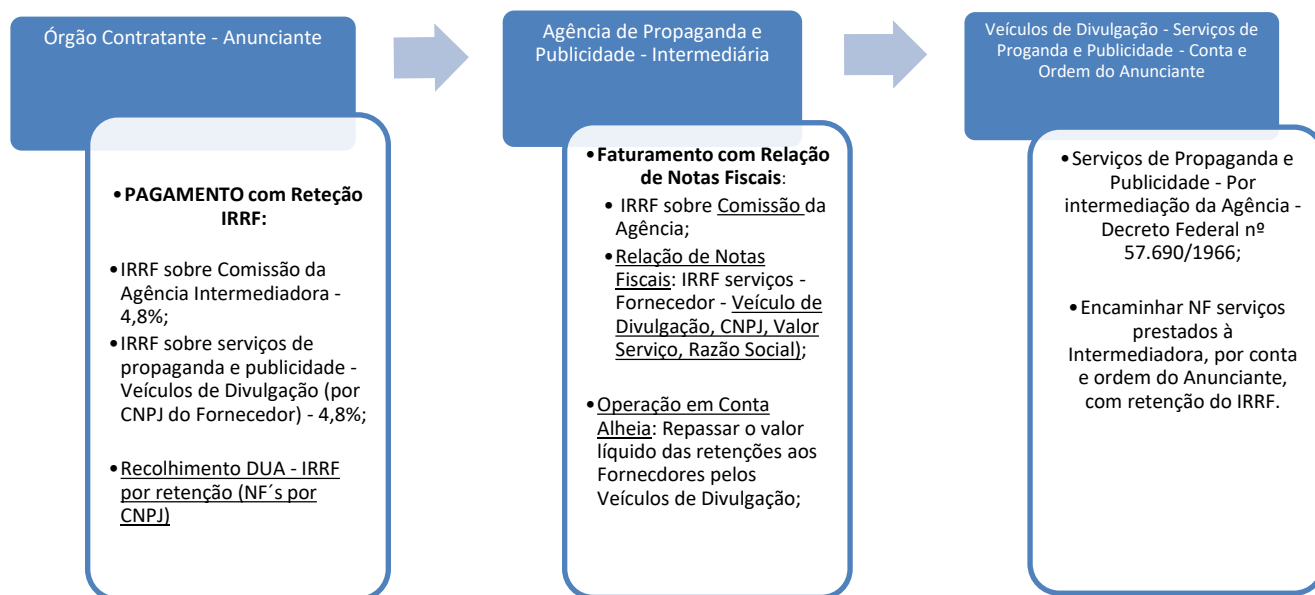 Órgão Contratante - Anunciante
•PAGAMENTO com Reteção
IRRF:
•IRRF sobre Comissão da
Agência Intermediadora -
4,8%;
•IRRF sobre serviços de
propaganda e publicidade -
Veículos de Divulgação (por
CNPJ do Fornecedor) - 4,8%;
•Recolhimento DUA - IRRF
por retenção (NF´s por
CNPJ)
Agência de Propaganda e
Publicidade - Intermediária
•Faturamento com Relação
de Notas Fiscais:
• IRRF sobre Comissão da
Agência;
•Relação de Notas
Fiscais: IRRF serviços -
Fornecedor - Veículo de
Divulgação, CNPJ, Valor
Serviço, Razão Social);
•Operação em Conta
Alheia: Repassar o valor
líquido das retenções aos
Fornecdores pelos
Veículos de Divulgação;
Veículos de Divulgação - Serviços de
Proganda e Publicidade - Conta e
Ordem do Anunciante
•Serviços de Propaganda e
Publicidade - Por
intermediação da Agência -
Decreto Federal nº
57.690/1966;
•Encaminhar NF serviços
prestados à
Intermediadora, por conta
e ordem do Anunciante,
com retenção do IRRF.